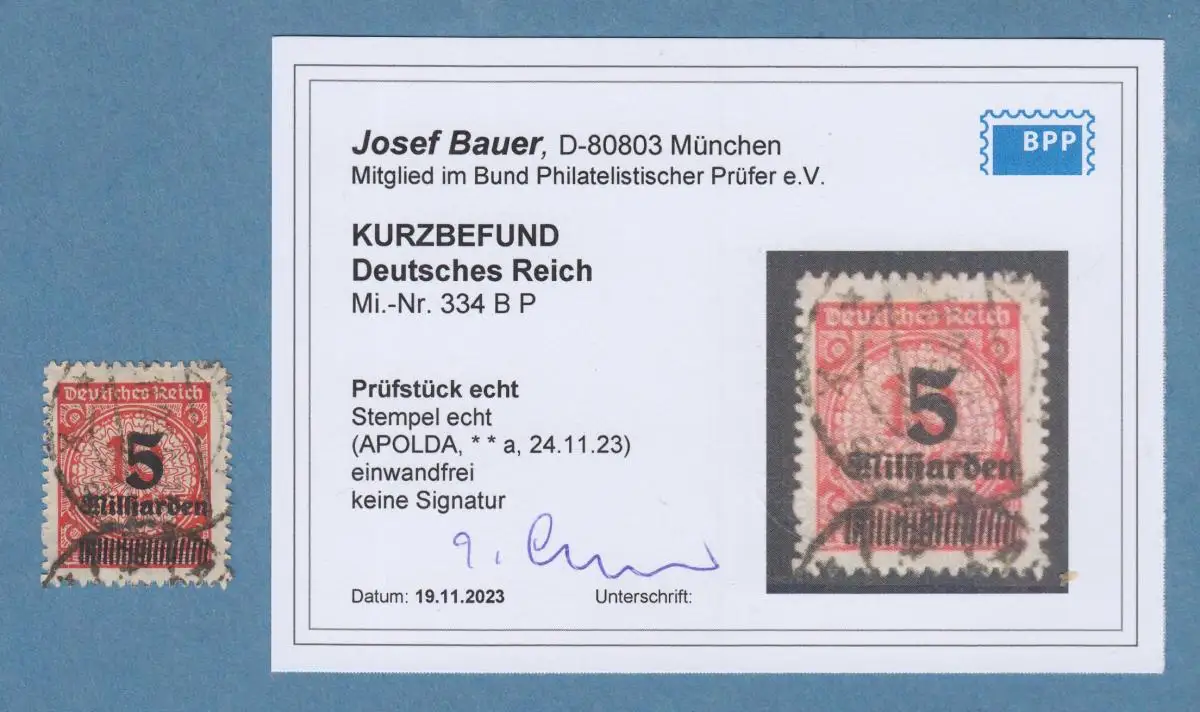 Josef Bauer, D-80803 München
Mitglied im Bund Philatelistischer Prüfer e.V.
BPP
KURZBEFUND
Deutsches Reich
Mi.-Nr. 334 B P
Prüfstück echt
Stempel echt
(APOLDA, * * a, 24.11.23)
einwandfrei
keine Signatur
Datum: 19.11.2023
Unterschrift:
Deutsches Reich
5
Milliarden
Deutsches Reich
5
Milliarden